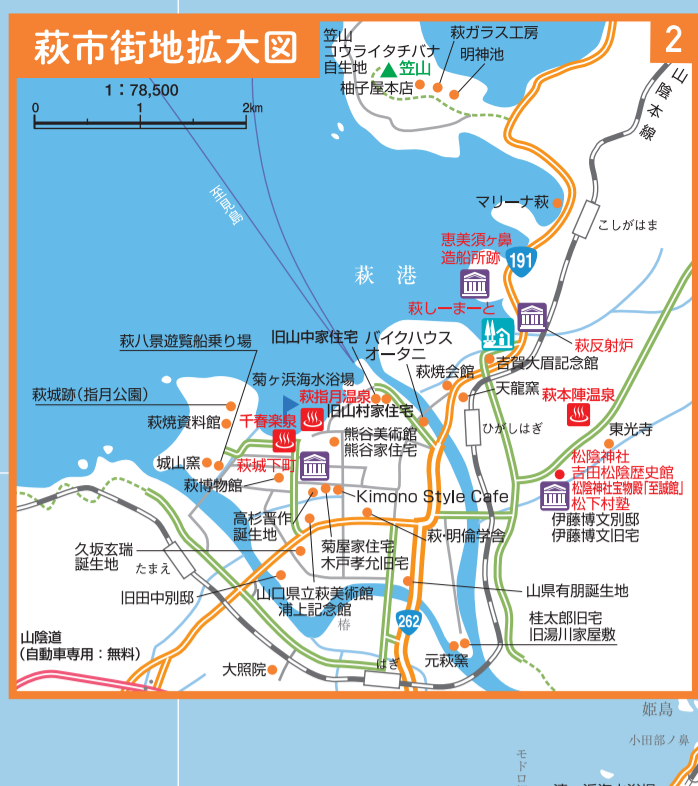 萩市街地拡大図
2
1：78,500
0 1 2km
笠山
コウライタチバナ
自生地
笠山
萩ガラス工房
明神池
柚子屋本店
山陰本線
至見島
マリーナ萩
こしがはま
恵美須ヶ鼻
造船所跡
191
萩港
萩しーまーと
萩反射炉
旧山中家住宅
バイクハウス
オータニ
古賀大眉記念館
萩八景遊覧船乗り場
萩焼会館
天龍窯
菊ヶ浜海水浴場
萩城跡(指月公園)
萩指月温泉
旧山村家住宅
萩本陣温泉
萩焼資料館
千春楽泉
熊谷美術館
熊谷家住宅
ひがしはぎ
東光寺
城山窯
萩城下町
松陰神社
吉田松陰歴史館
松陰神社宝物殿「至誠館」
松下村塾
萩博物館
Kimono Style Cafe
伊藤博文別邸
伊藤博文旧宅
高杉晋作
誕生地
萩・明倫学舎
久坂玄瑞
誕生地
菊屋家住宅
木戸孝允旧宅
たまえ
旧田中別邸
山口県立萩美術館
浦上記念館
山県有朋誕生地
椿
262
桂太郎旧宅
旧湯川家屋敷
山陰道
(自動車専用：無料)
大照院
はぎ
元萩窯
姫島
小田部ノ鼻
モドロ